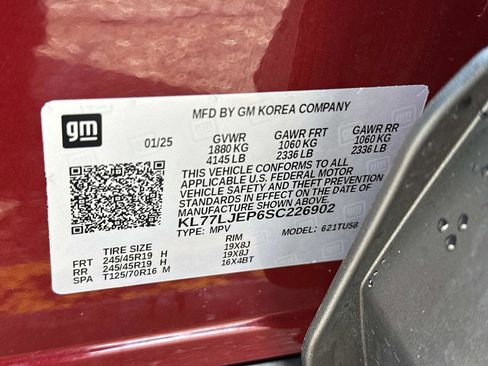 MFD BY GM KOREA COMPANY
gm
01/25 GVWR GAWR FRT GAWR RR
1880 KG 1060 KG 1060 KG
4145 LB 2336 LB 2336 LB
THIS VEHICLE CONFORMS TO ALL
APPLICABLE U.S. FEDERAL MOTOR
VEHICLE SAFETY AND THEFT PREVENTION
STANDARDS IN EFFECT ON THE DATE OF
MANUFACTURE SHOWN ABOVE.
KL77LJEP6SC226902
TYPE: MPV MODEL: 621TU58
TIRE SIZE RIM
FRT 245/45R19 H 19X8J
RR 245/45R19 H 19X8J
SPA T125/70R16 M 16X4BT